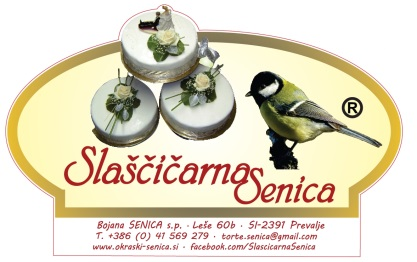 Slaščičarna
Senica
®
Bojana SENICA s.p. · Leše 60b · SI-2391 Prevalje
T. +386 (0) 41 569 279 · torte.senica@gmail.com
www.okraski-senica.si · facebook.com/SlascicarnaSenica